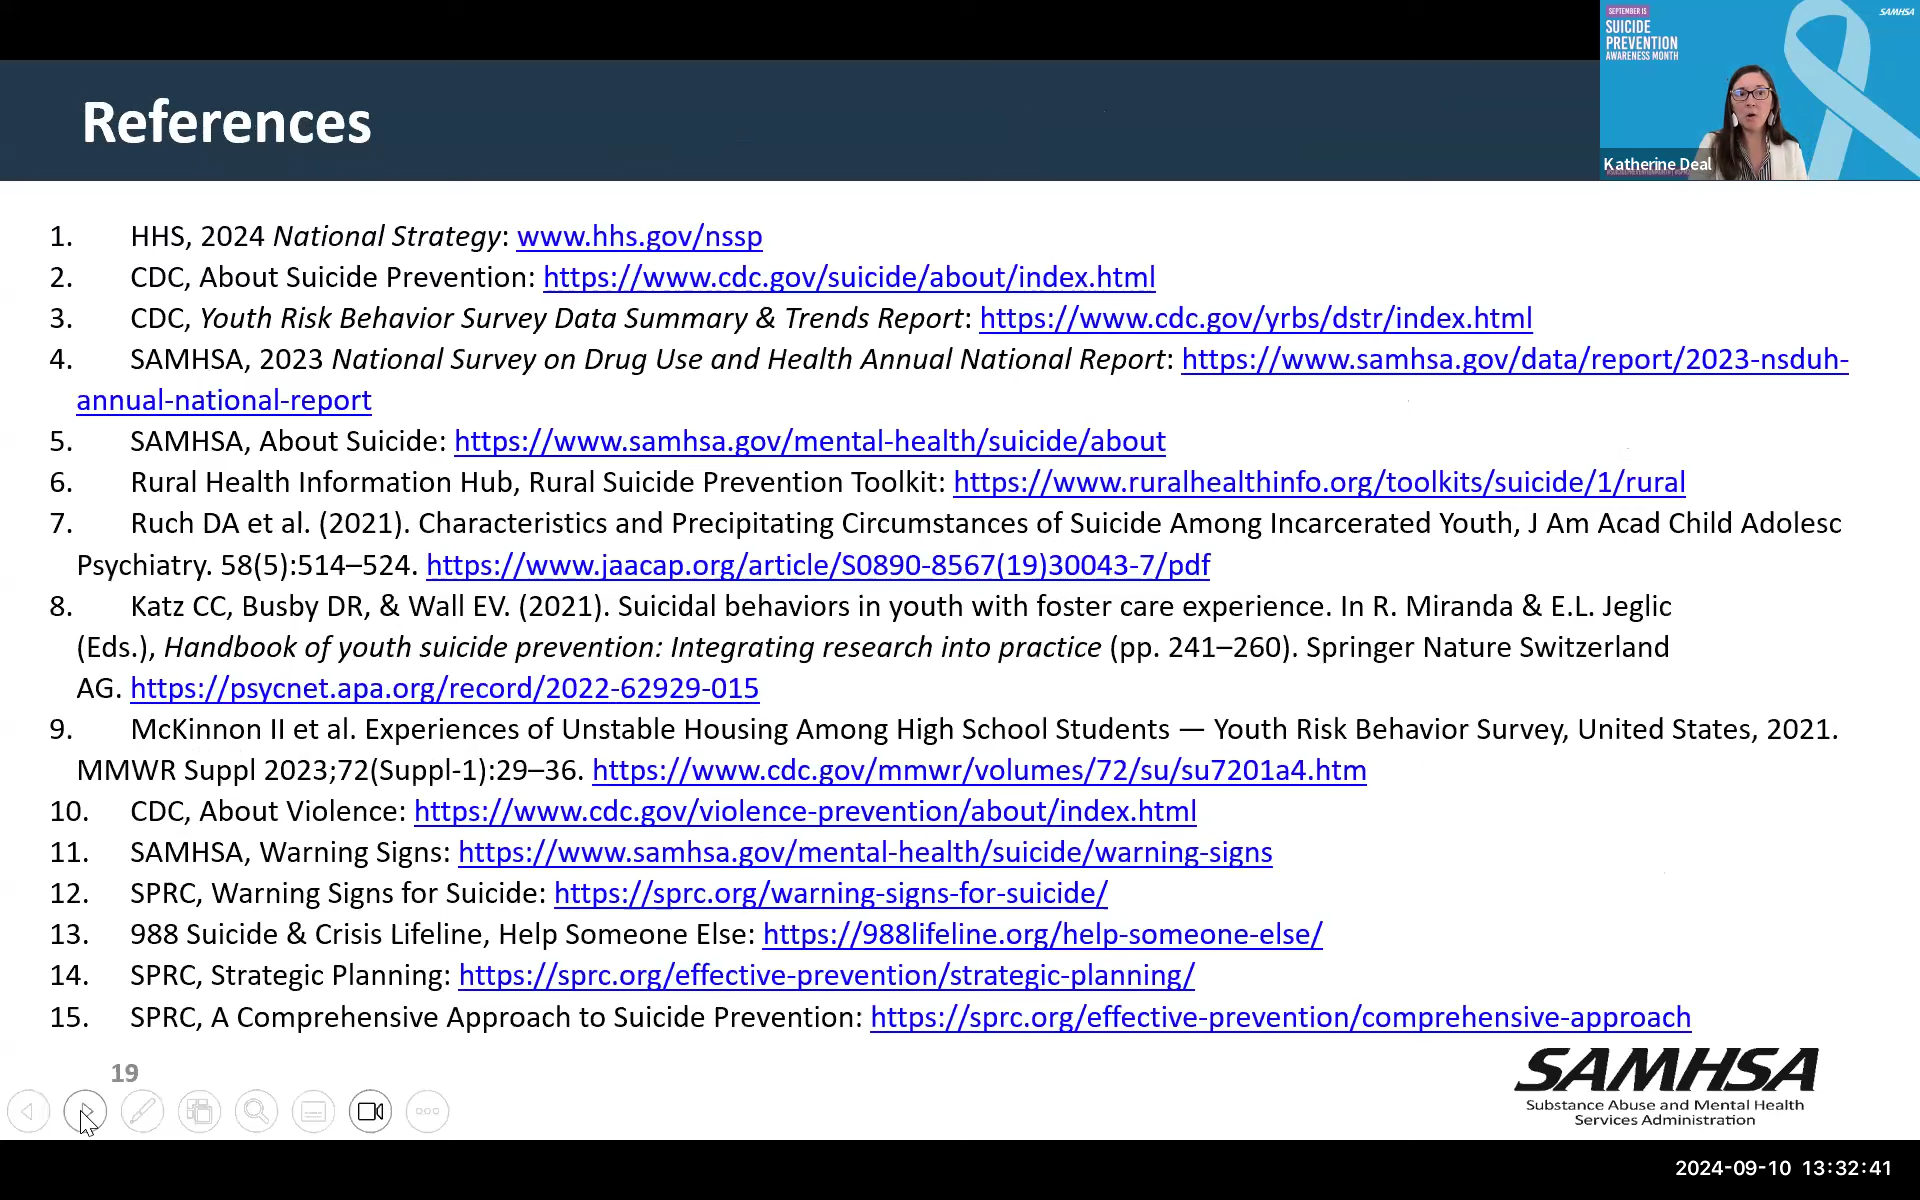 SEPTEMBER IS
SUICIDE
PREVENTION
AWARENESS MONTH
SAMHSA
Katherine Deal
References
1. HHS, 2024 National Strategy: www.hhs.gov/nssp
2. CDC, About Suicide Prevention: https://www.cdc.gov/suicide/about/index.html
3. CDC, Youth Risk Behavior Survey Data Summary & Trends Report: https://www.cdc.gov/yrbs/dstr/index.html
4. SAMHSA, 2023 National Survey on Drug Use and Health Annual National Report: https://www.samhsa.gov/data/report/2023-nsduh-
annual-national-report
5. SAMHSA, About Suicide: https://www.samhsa.gov/mental-health/suicide/about
6. Rural Health Information Hub, Rural Suicide Prevention Toolkit: https://www.ruralhealthinfo.org/toolkits/suicide/1/rural
7. Ruch DA et al. (2021). Characteristics and Precipitating Circumstances of Suicide Among Incarcerated Youth, J Am Acad Child Adolesc
Psychiatry. 58(5):514–524. https://www.jaacap.org/article/S0890-8567(19)30043-7/pdf
8. Katz CC, Busby DR, & Wall EV. (2021). Suicidal behaviors in youth with foster care experience. In R. Miranda & E.L. Jeglic
(Eds.), Handbook of youth suicide prevention: Integrating research into practice (pp. 241–260). Springer Nature Switzerland
AG. https://psycnet.apa.org/record/2022-62929-015
9. McKinnon II et al. Experiences of Unstable Housing Among High School Students — Youth Risk Behavior Survey, United States, 2021.
MMWR Suppl 2023;72(Suppl-1):29–36. https://www.cdc.gov/mmwr/volumes/72/su/su7201a4.htm
10. CDC, About Violence: https://www.cdc.gov/violence-prevention/about/index.html
11. SAMHSA, Warning Signs: https://www.samhsa.gov/mental-health/suicide/warning-signs
12. SPRC, Warning Signs for Suicide: https://sprc.org/warning-signs-for-suicide/
13. 988 Suicide & Crisis Lifeline, Help Someone Else: https://988lifeline.org/help-someone-else/
14. SPRC, Strategic Planning: https://sprc.org/effective-prevention/strategic-planning/
15. SPRC, A Comprehensive Approach to Suicide Prevention: https://sprc.org/effective-prevention/comprehensive-approach
19
SAMHSA
Substance Abuse and Mental Health
Services Administration
2024-09-10 13:32:41